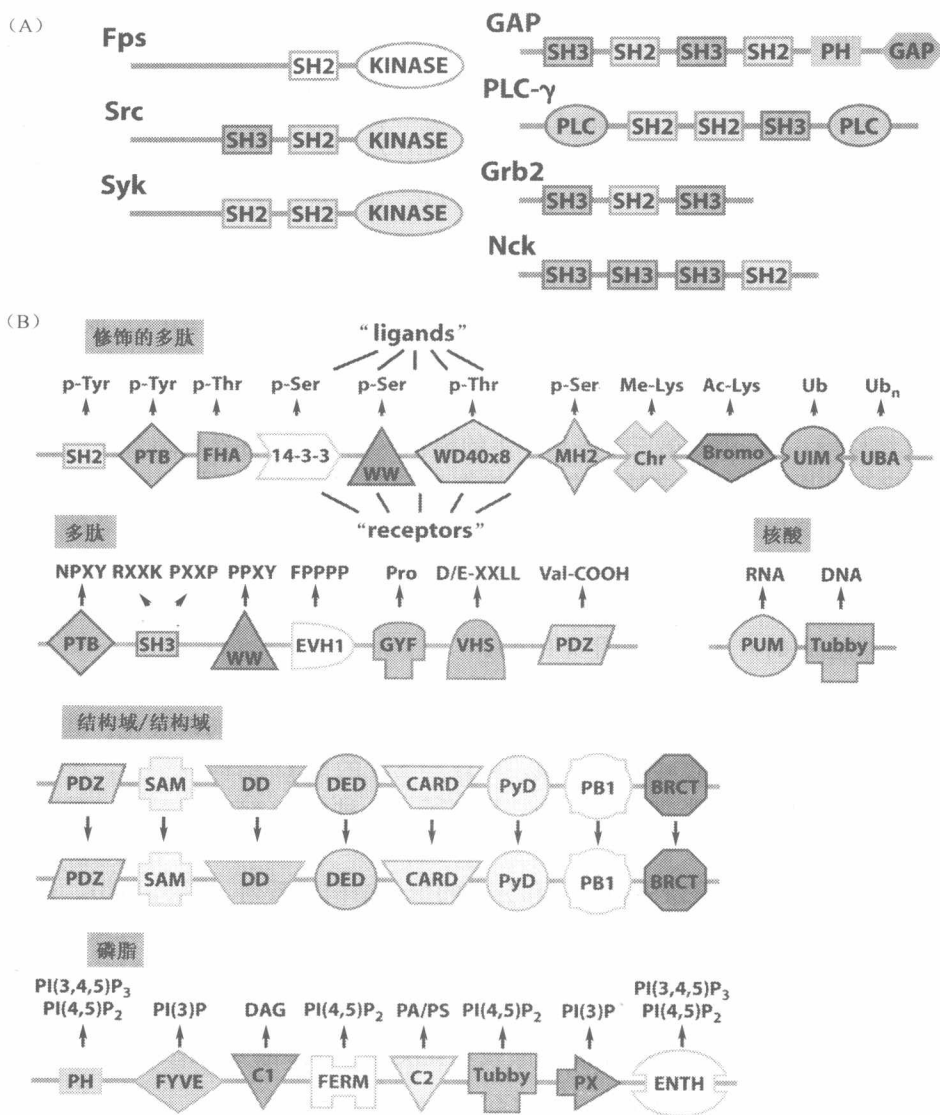 (A)
Fps
SH2 KINASE
Src
SH3 SH2 KINASE
Syk
SH2 SH2 KINASE
GAP
SH3 SH2 SH3 SH2 PH GAP
PLC-γ
PLC SH2 SH2 SH3 PLC
Grb2
SH3 SH2 SH3
Nck
SH3 SH3 SH3 SH2
(B)
修饰的多肽
“ligands”
p-Tyr p-Tyr p-Thr p-Ser p-Ser p-Thr p-Ser Me-Lys Ac-Lys Ub Ubn
SH2 PTB FHA 14-3-3 WW WD40x8 MH2 Chr Bromo UIM UBA
“receptors”
多肽
NPXY RXXK PXXP PPXY FPPPP Pro D/E-XXLL Val-COOH
PTB SH3 WW EVH1 GYF VHS PDZ
核酸
RNA DNA
PUM Tubby
结构域/结构域
PDZ SAM DD DED CARD PyD PB1 BRCT
PDZ SAM DD DED CARD PyD PB1 BRCT
磷脂
PI(3,4,5)P3 PI(3,4,5)P3
PI(4,5)P2 PI(3)P DAG PI(4,5)P2 PA/PS PI(4,5)P2 PI(3)P PI(4,5)P2
PH FYVE C1 FERM C2 Tubby PX ENTH